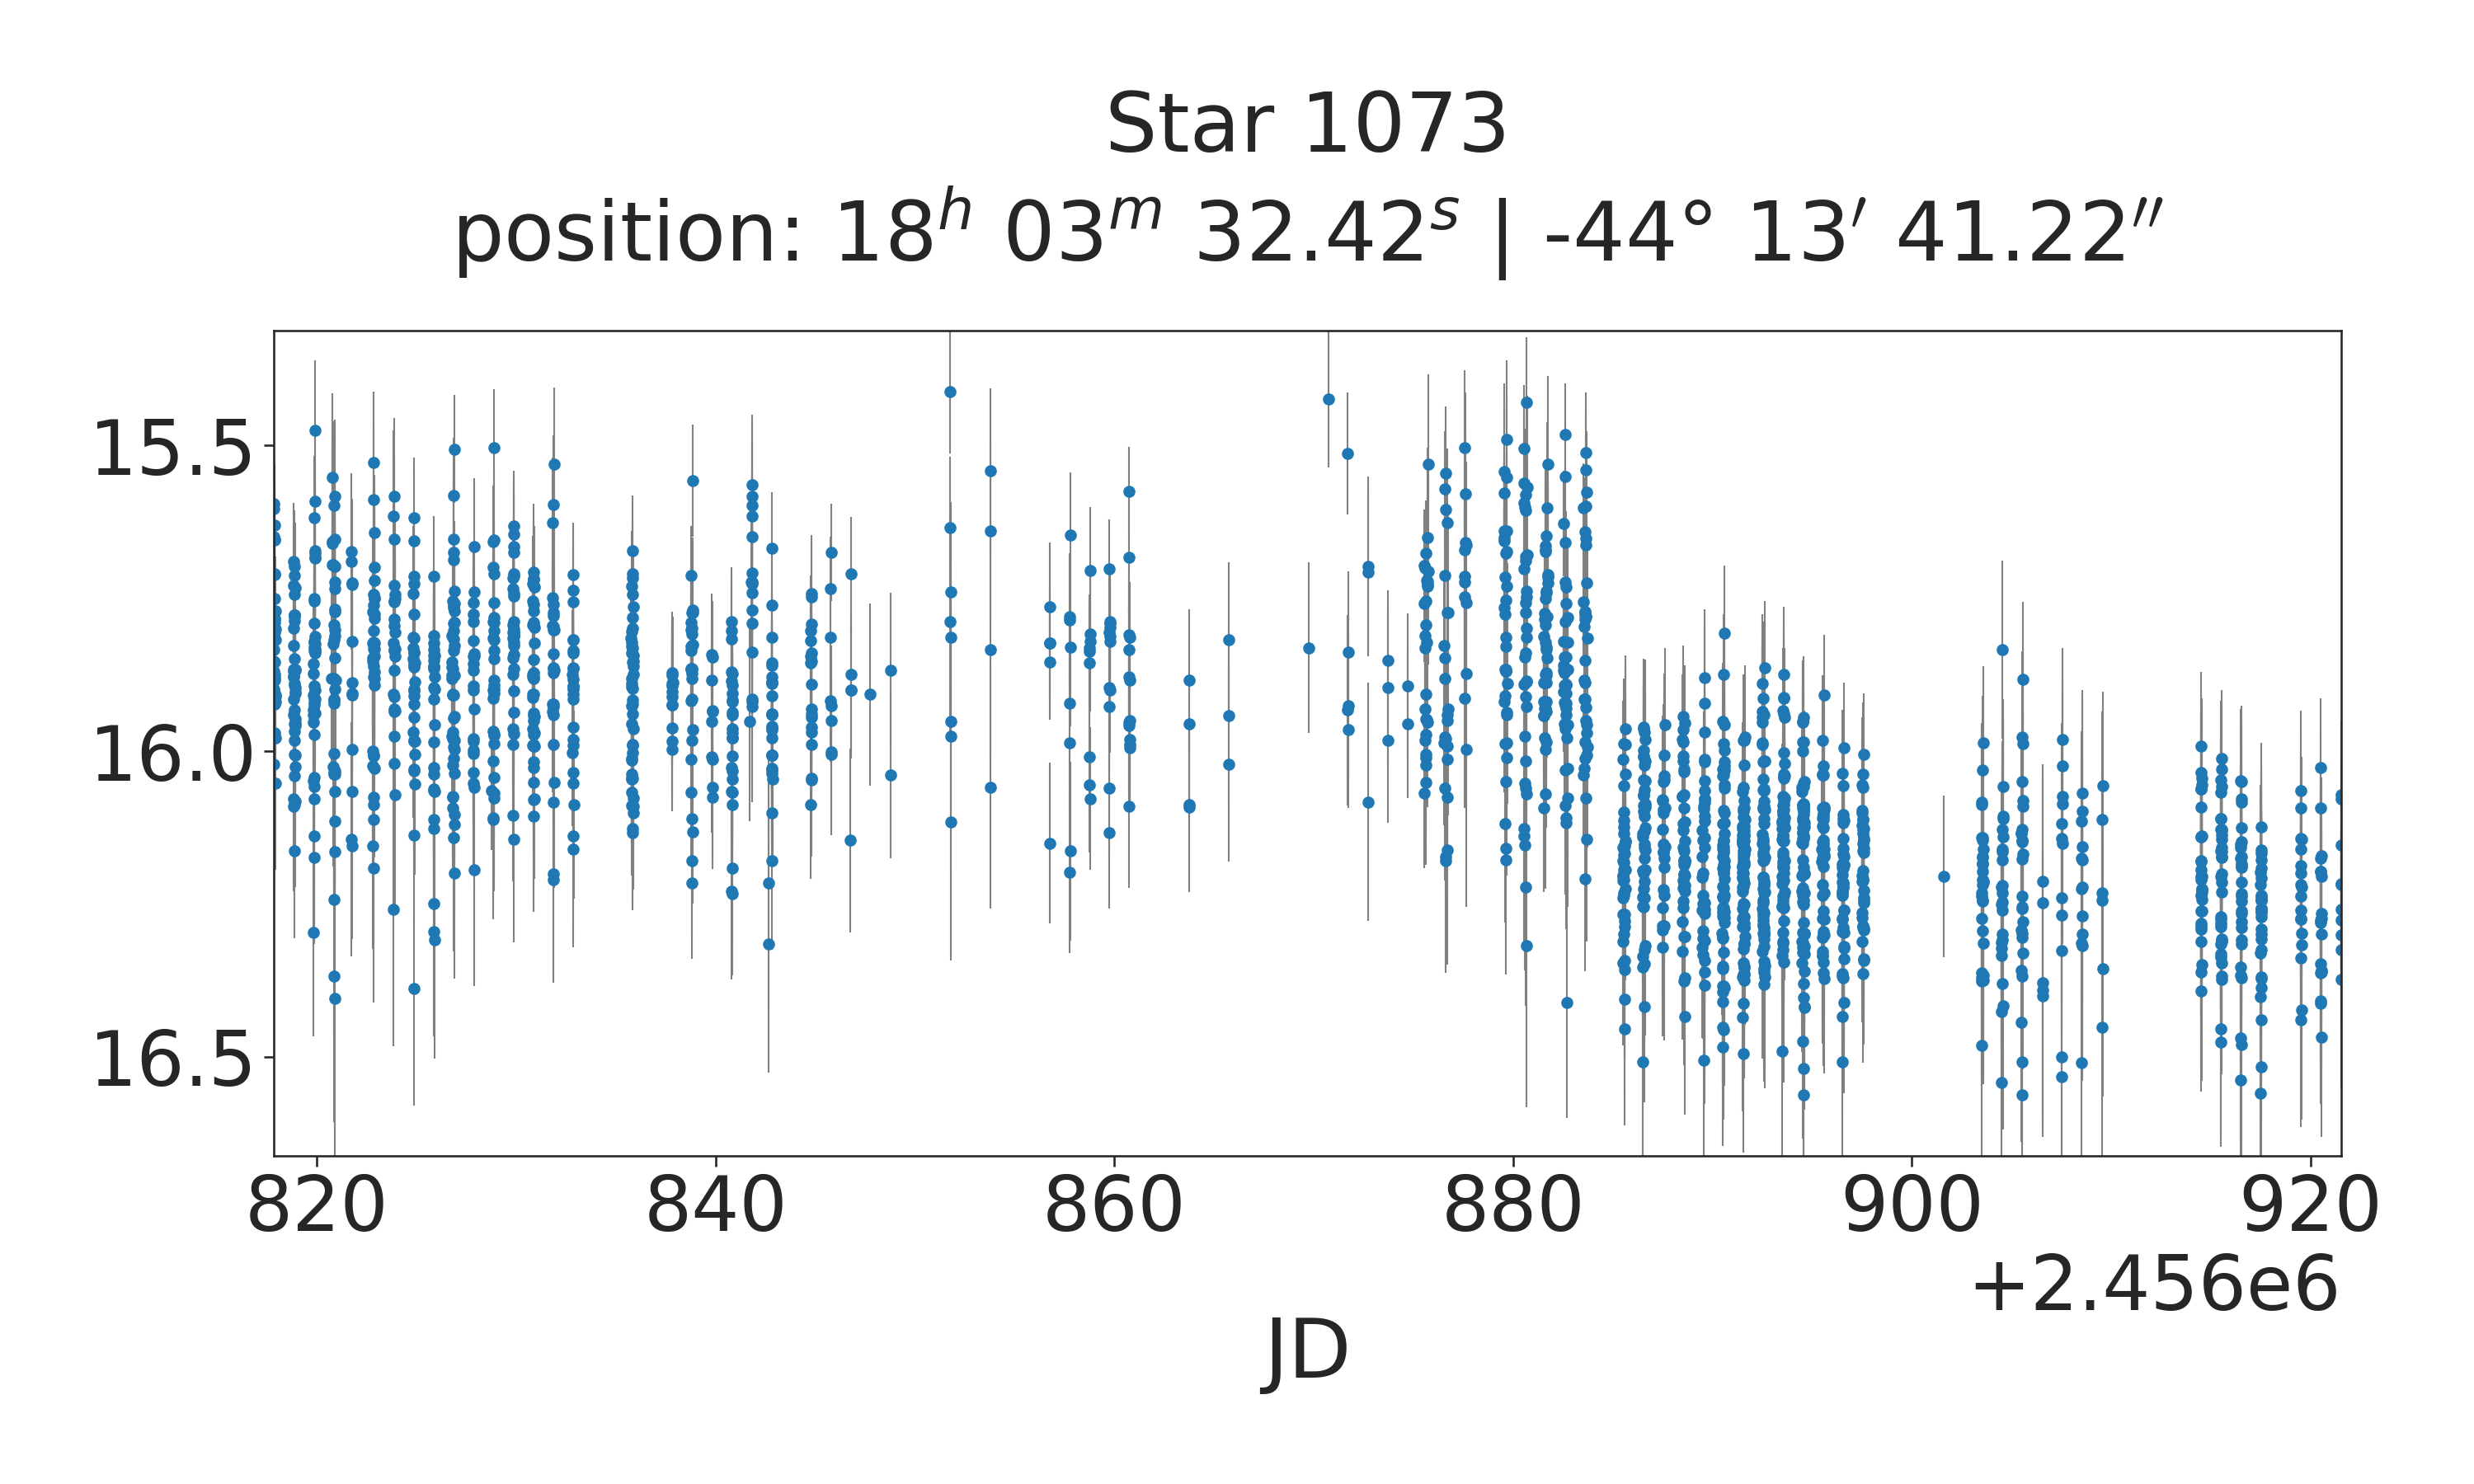 Star 1073
position: 18ʰ 03ᵐ 32.42ˢ | -44° 13′ 41.22′′
15.5
16.0
16.5
820 840 860 880 900 920
+2.456e6
JD